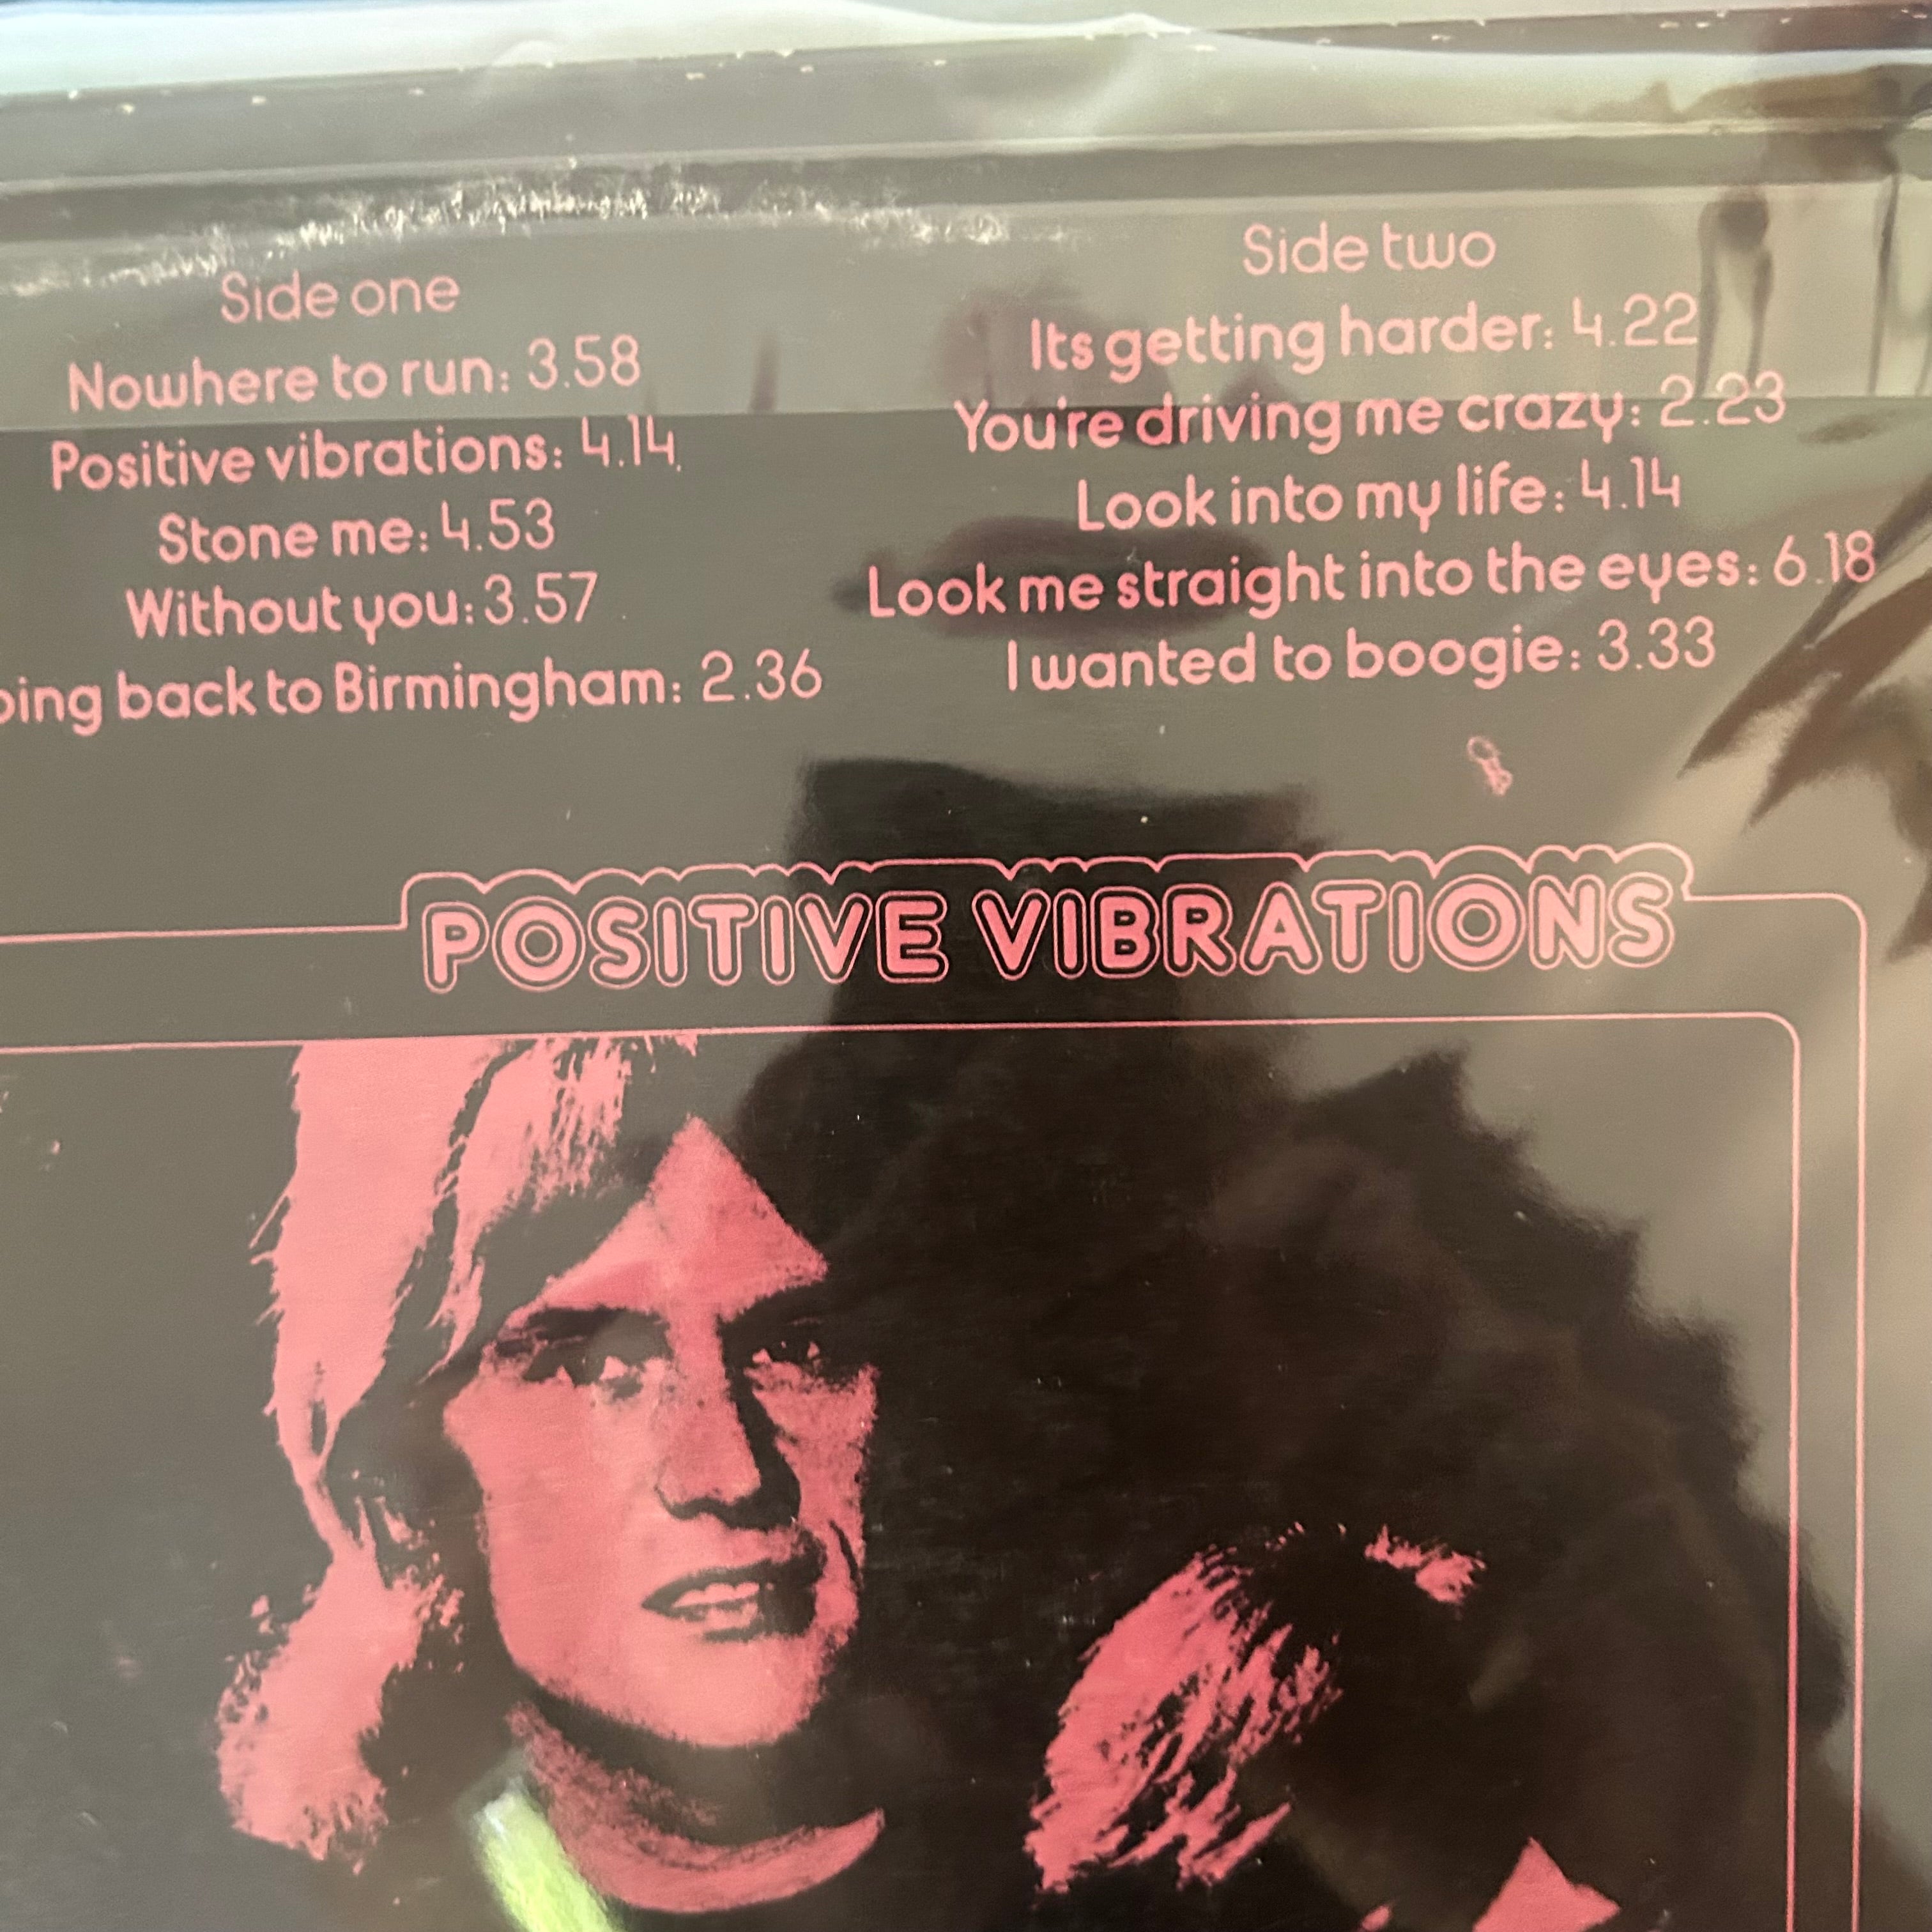 Side one
Nowhere to run: 3.58
Positive vibrations: 4.14.
Stone me: 4.53
Without you: 3.57
back to Birmingham: 2.36
Side two
Its getting harder: 4.22
You're driving me crazy: 2.23
Look into my life: 4.14
Look me straight into the eyes: 6.18
I wanted to boogie: 3.33
POSITIVE VIBRATIONS